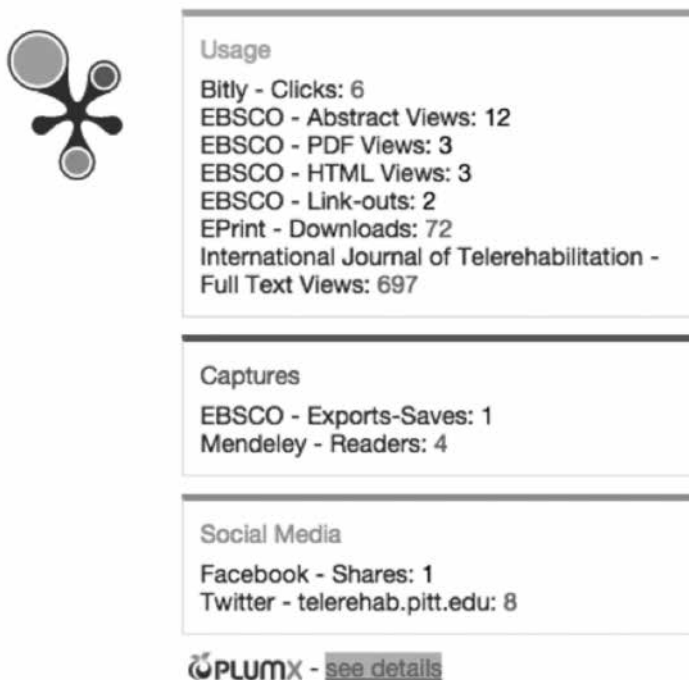 Usage
Bitly - Clicks: 6
EBSCO - Abstract Views: 12
EBSCO - PDF Views: 3
EBSCO - HTML Views: 3
EBSCO - Link-outs: 2
EPrint - Downloads: 72
International Journal of Telerehabilitation -
Full Text Views: 697
Captures
EBSCO - Exports-Saves: 1
Mendeley - Readers: 4
Social Media
Facebook - Shares: 1
Twitter - telerehab.pitt.edu: 8
PLUMX - see details